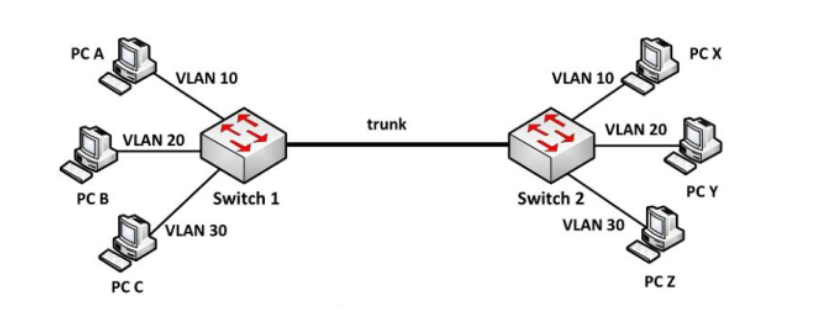 PC A
VLAN 10
VLAN 20
PC B
VLAN 30
PC C
Switch 1
trunk
Switch 2
VLAN 10
PC X
VLAN 20
PC Y
VLAN 30
PC Z